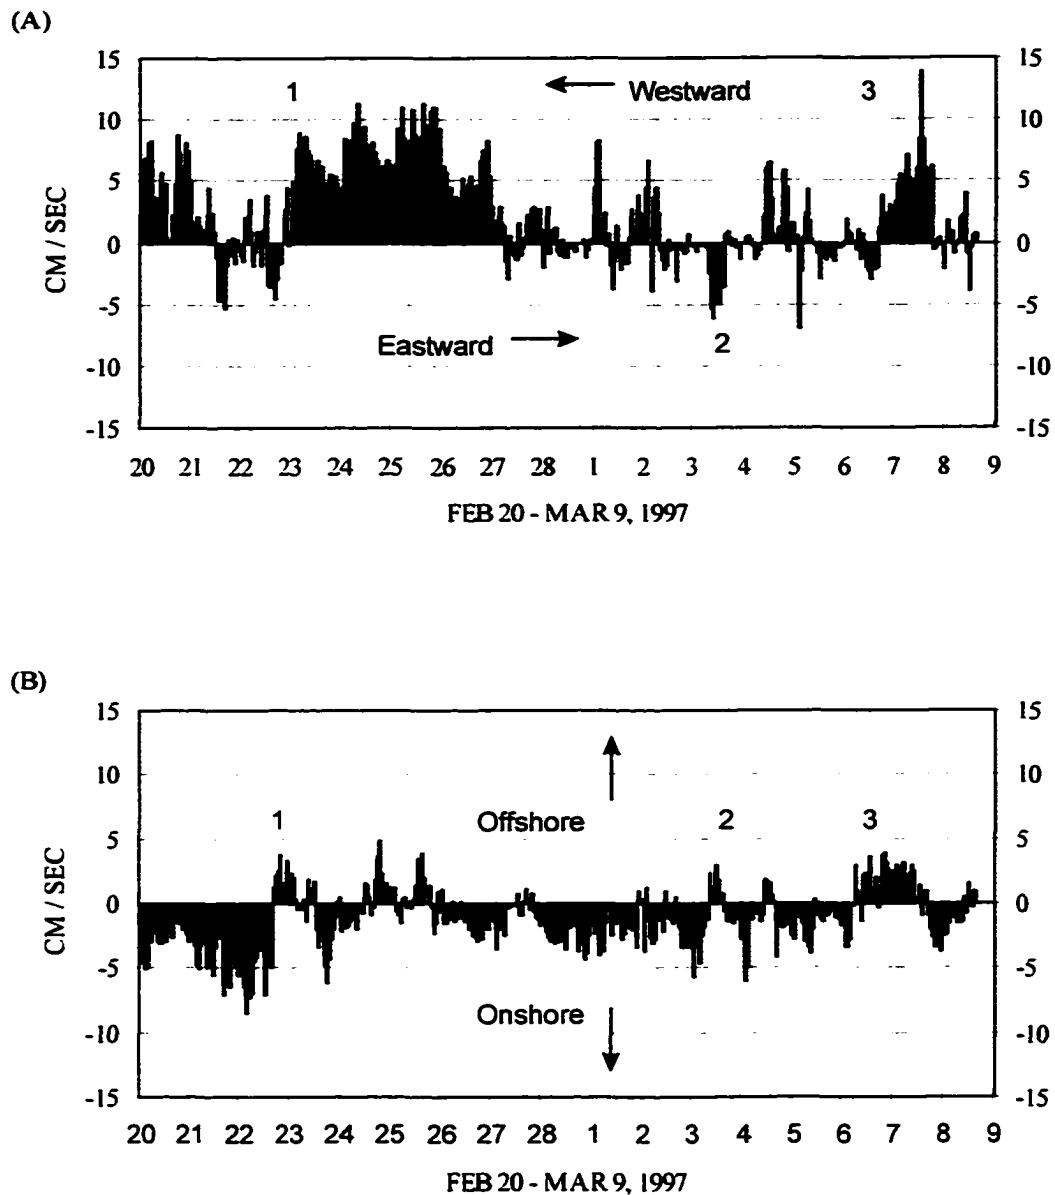 (A)
15 15
1 Westward 3
10 10
5 5
CM / SEC
0 0
-5 -5
Eastward 2
-10 -10
-15 -15
20 21 22 23 24 25 26 27 28 1 2 3 4 5 6 7 8 9
FEB 20 - MAR 9, 1997
(B)
15 15
10 10
1 Offshore 2 3
5 5
CM / SEC
0 0
-5 -5
Onshore
-10 -10
-15 -15
20 21 22 23 24 25 26 27 28 1 2 3 4 5 6 7 8 9
FEB 20 - MAR 9, 1997